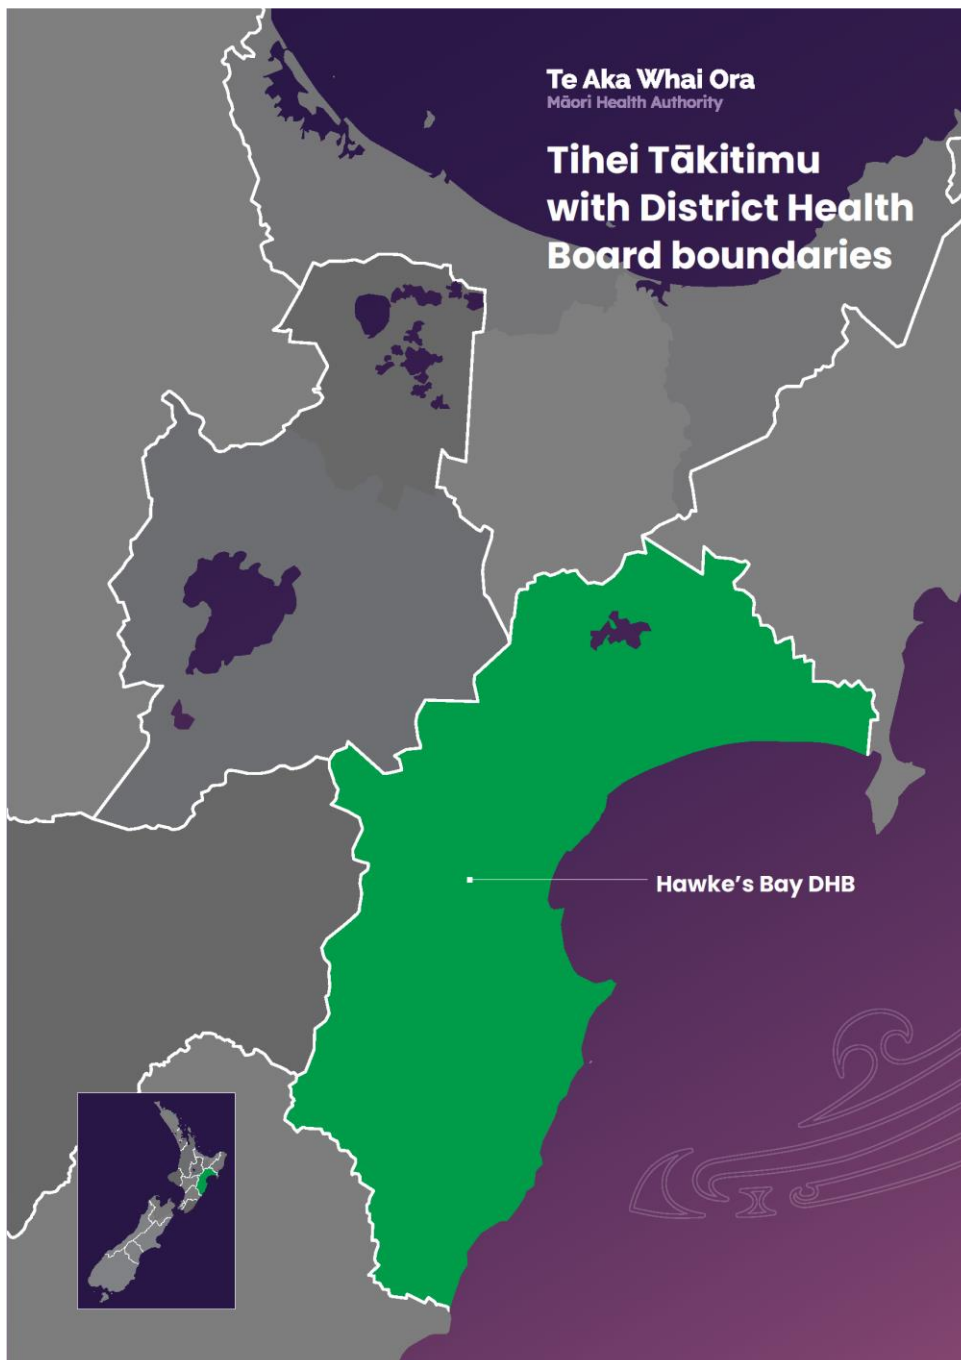 Te Aka Whai Ora
Māori Health Authority
Tihei Tākitimu
with District Health
Board boundaries
Hawke's Bay DHB